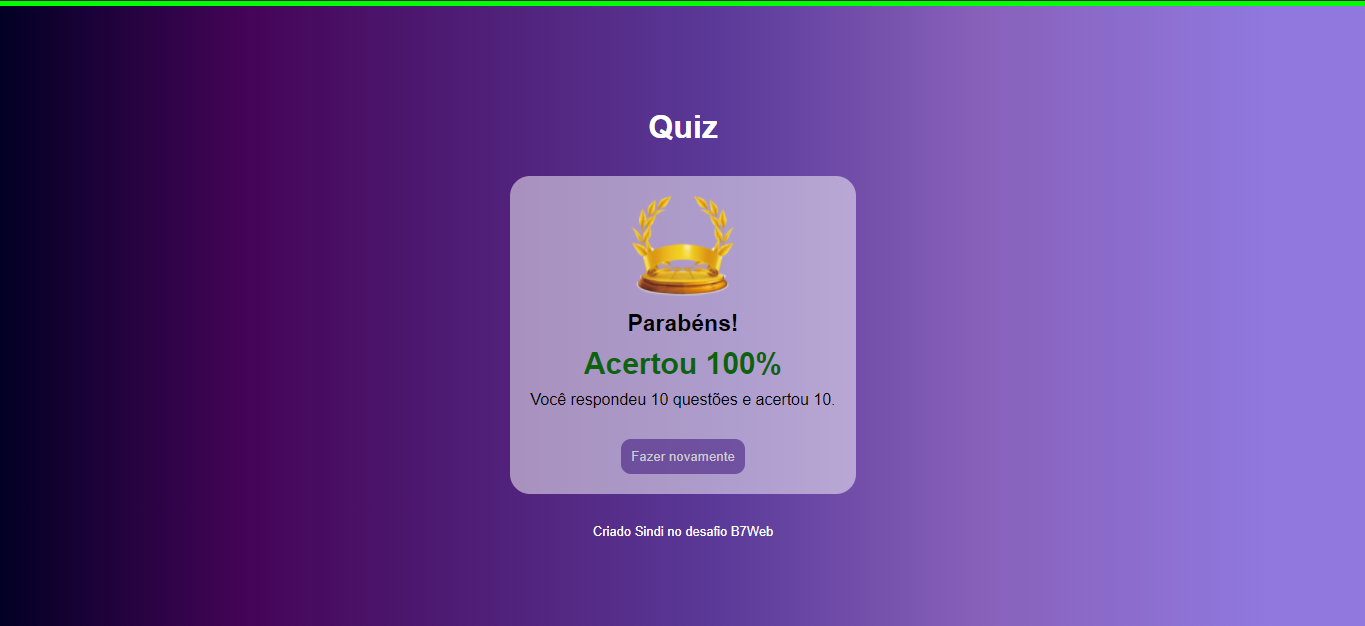 Quiz
Parabéns!
Acertou 100%
Você respondeu 10 questões e acertou 10.
Fazer novamente
Criado Sindi no desafio B7Web